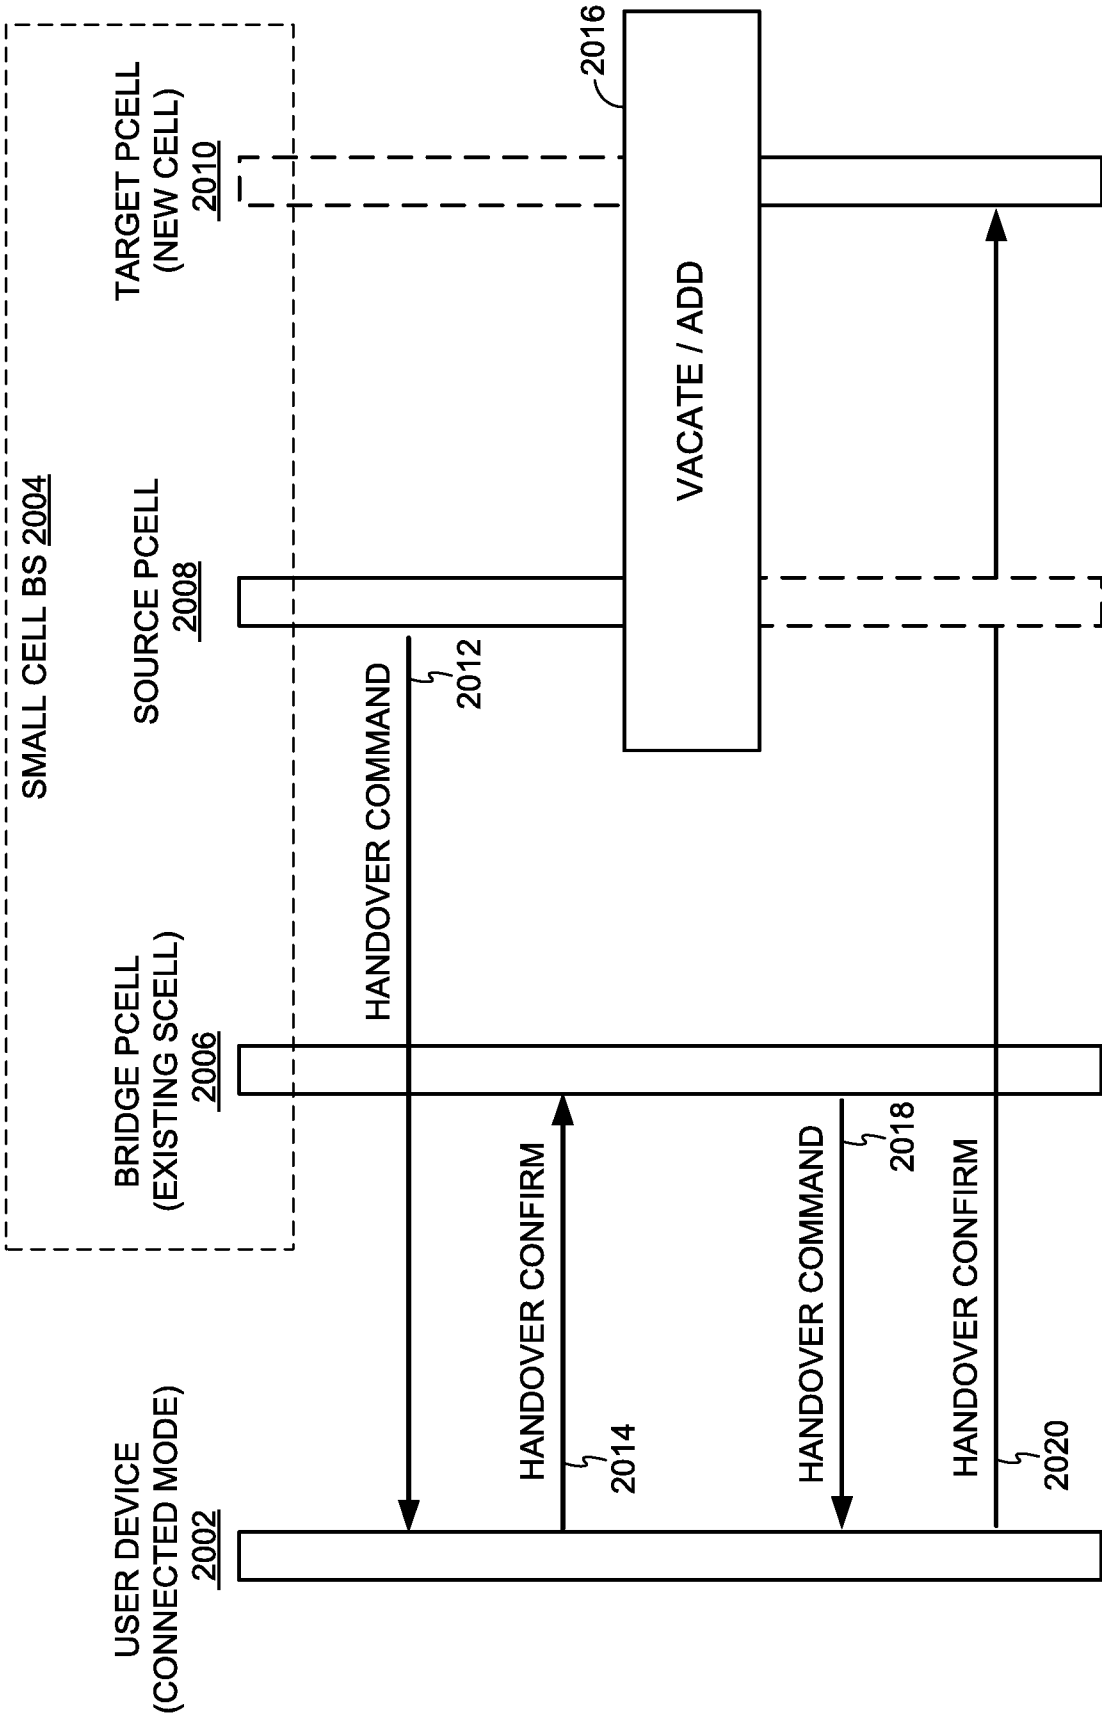 SMALL CELL BS 2004
USER DEVICE
(CONNECTED MODE)
2002
BRIDGE PCELL
(EXISTING SCELL)
2006
SOURCE PCELL
2008
TARGET PCELL
(NEW CELL)
2010
HANDOVER COMMAND
2012
HANDOVER CONFIRM
2014
2016
VACATE / ADD
HANDOVER COMMAND
2018
HANDOVER CONFIRM
2020